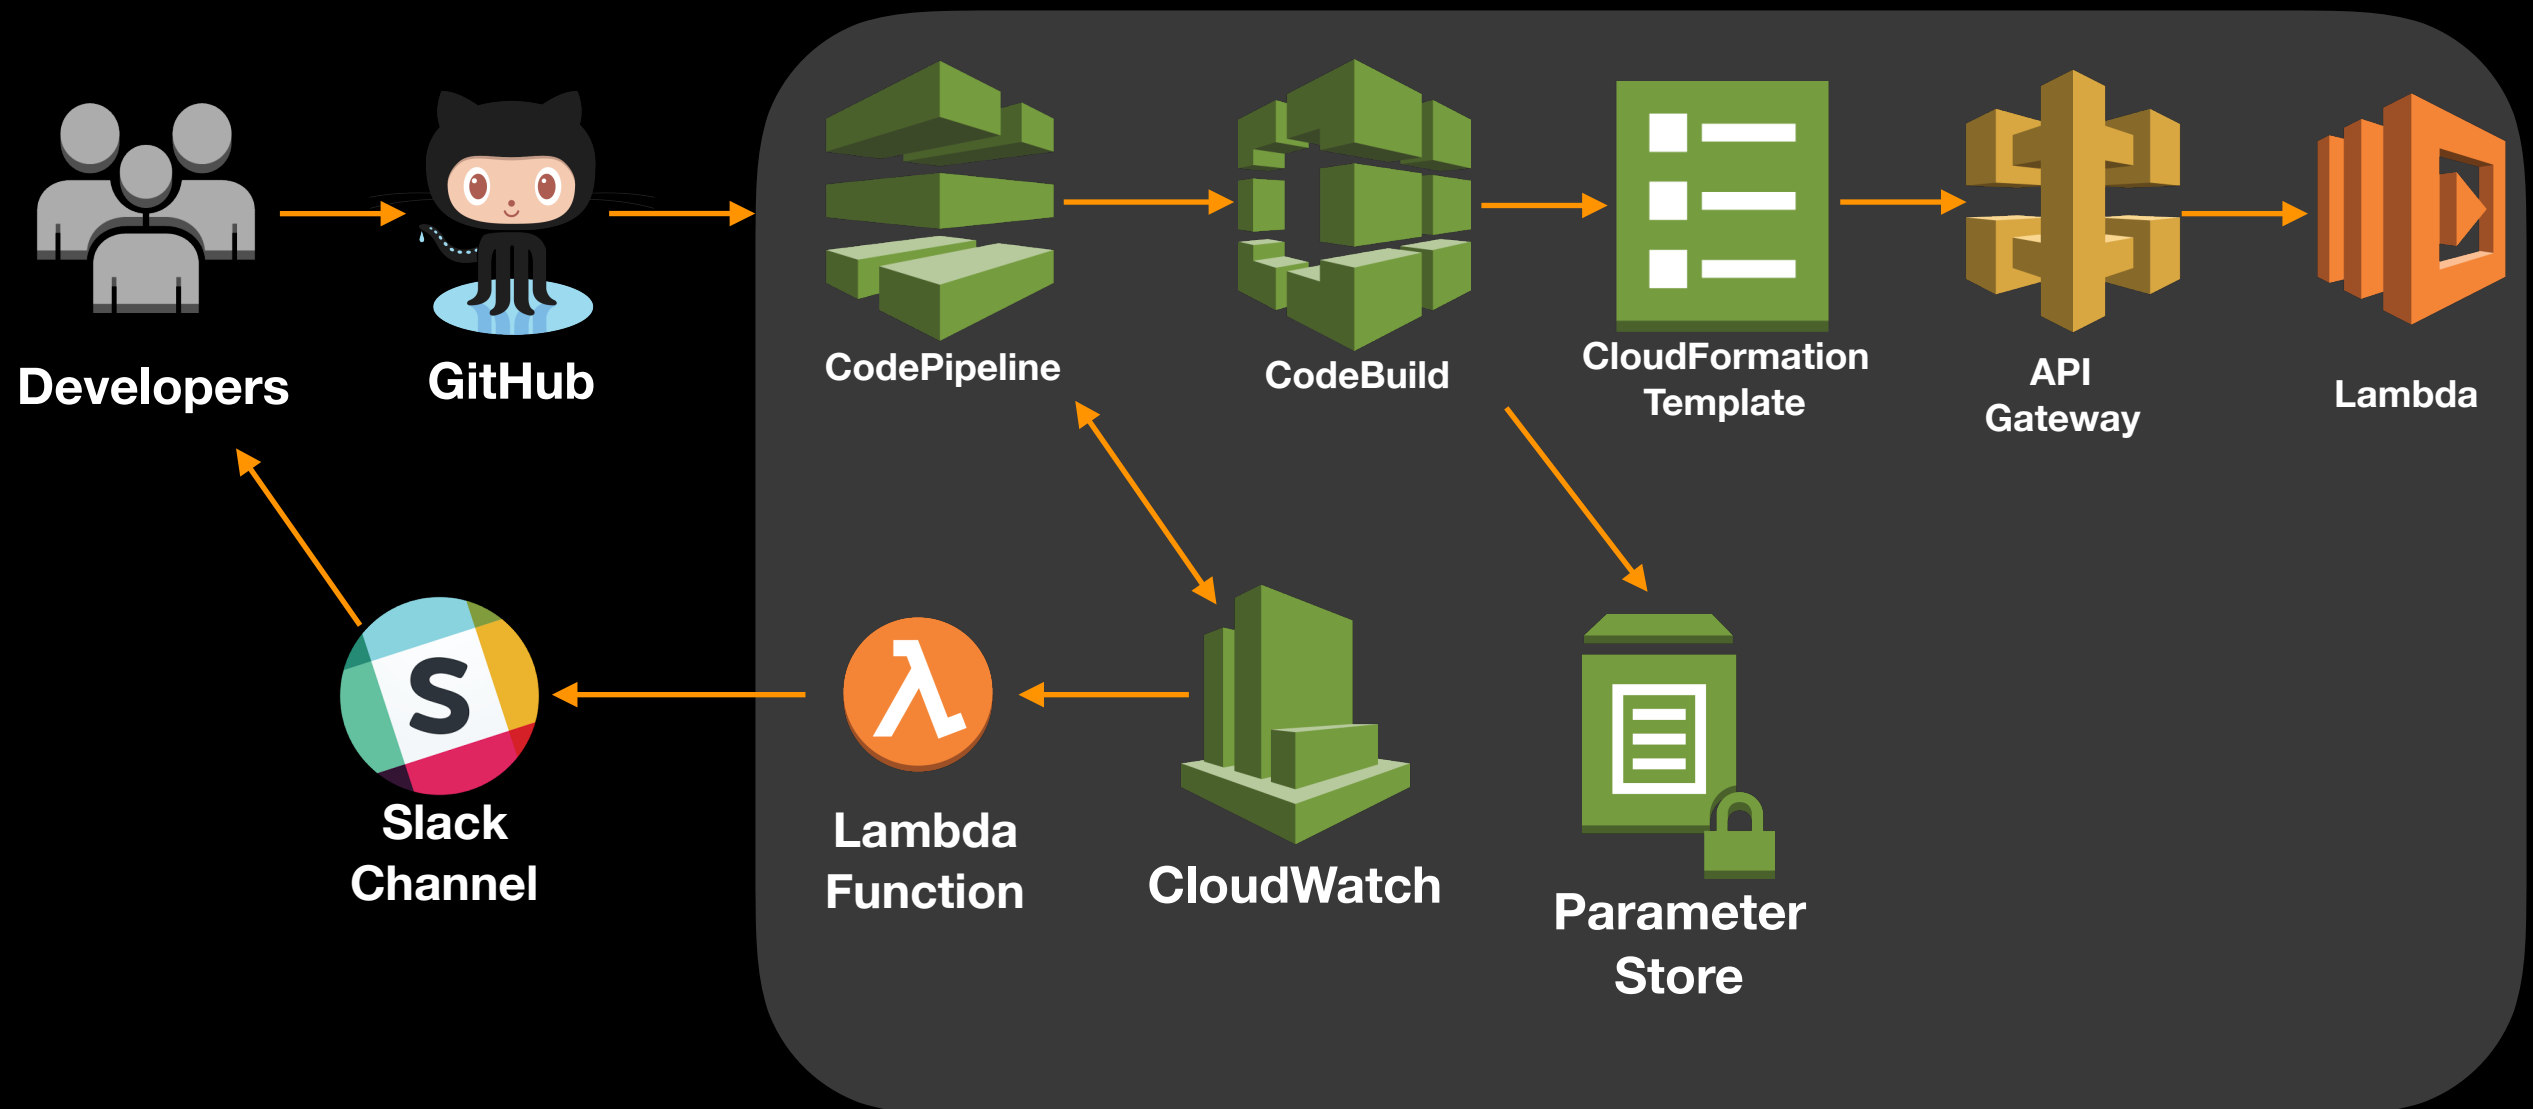 Developers
GitHub
CodePipeline
CodeBuild
CloudFormation
Template
API
Gateway
Lambda
S
Slack
Channel
Lambda
Function
CloudWatch
Parameter
Store